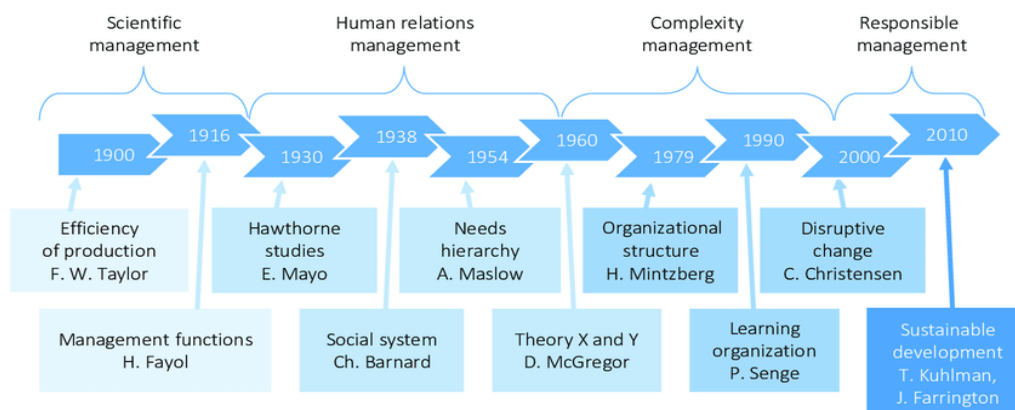 Scientific
management
Human relations
management
Complexity
management
Responsible
management
1900
1916
1930
1938
1954
1960
1979
1990
2000
2010
Efficiency
of production
F. W. Taylor
Hawthorne
studies
E. Mayo
Needs
hierarchy
A. Maslow
Organizational
structure
H. Mintzberg
Disruptive
change
C. Christensen
Management functions
H. Fayol
Social system
Ch. Barnard
Theory X and Y
D. McGregor
Learning
organization
P. Senge
Sustainable
development
T. Kuhlman,
J. Farrington